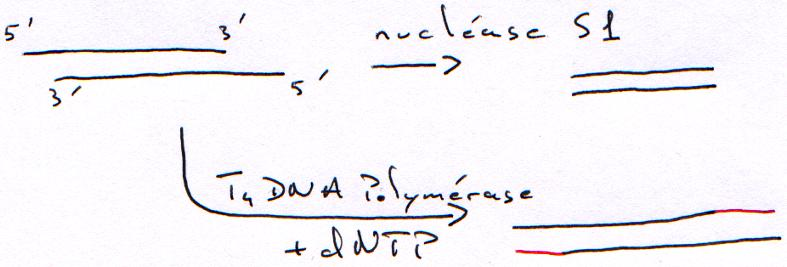 5' 3' nucléase S1
3' 5'
T4 DNA Polymérase
+ dNTP